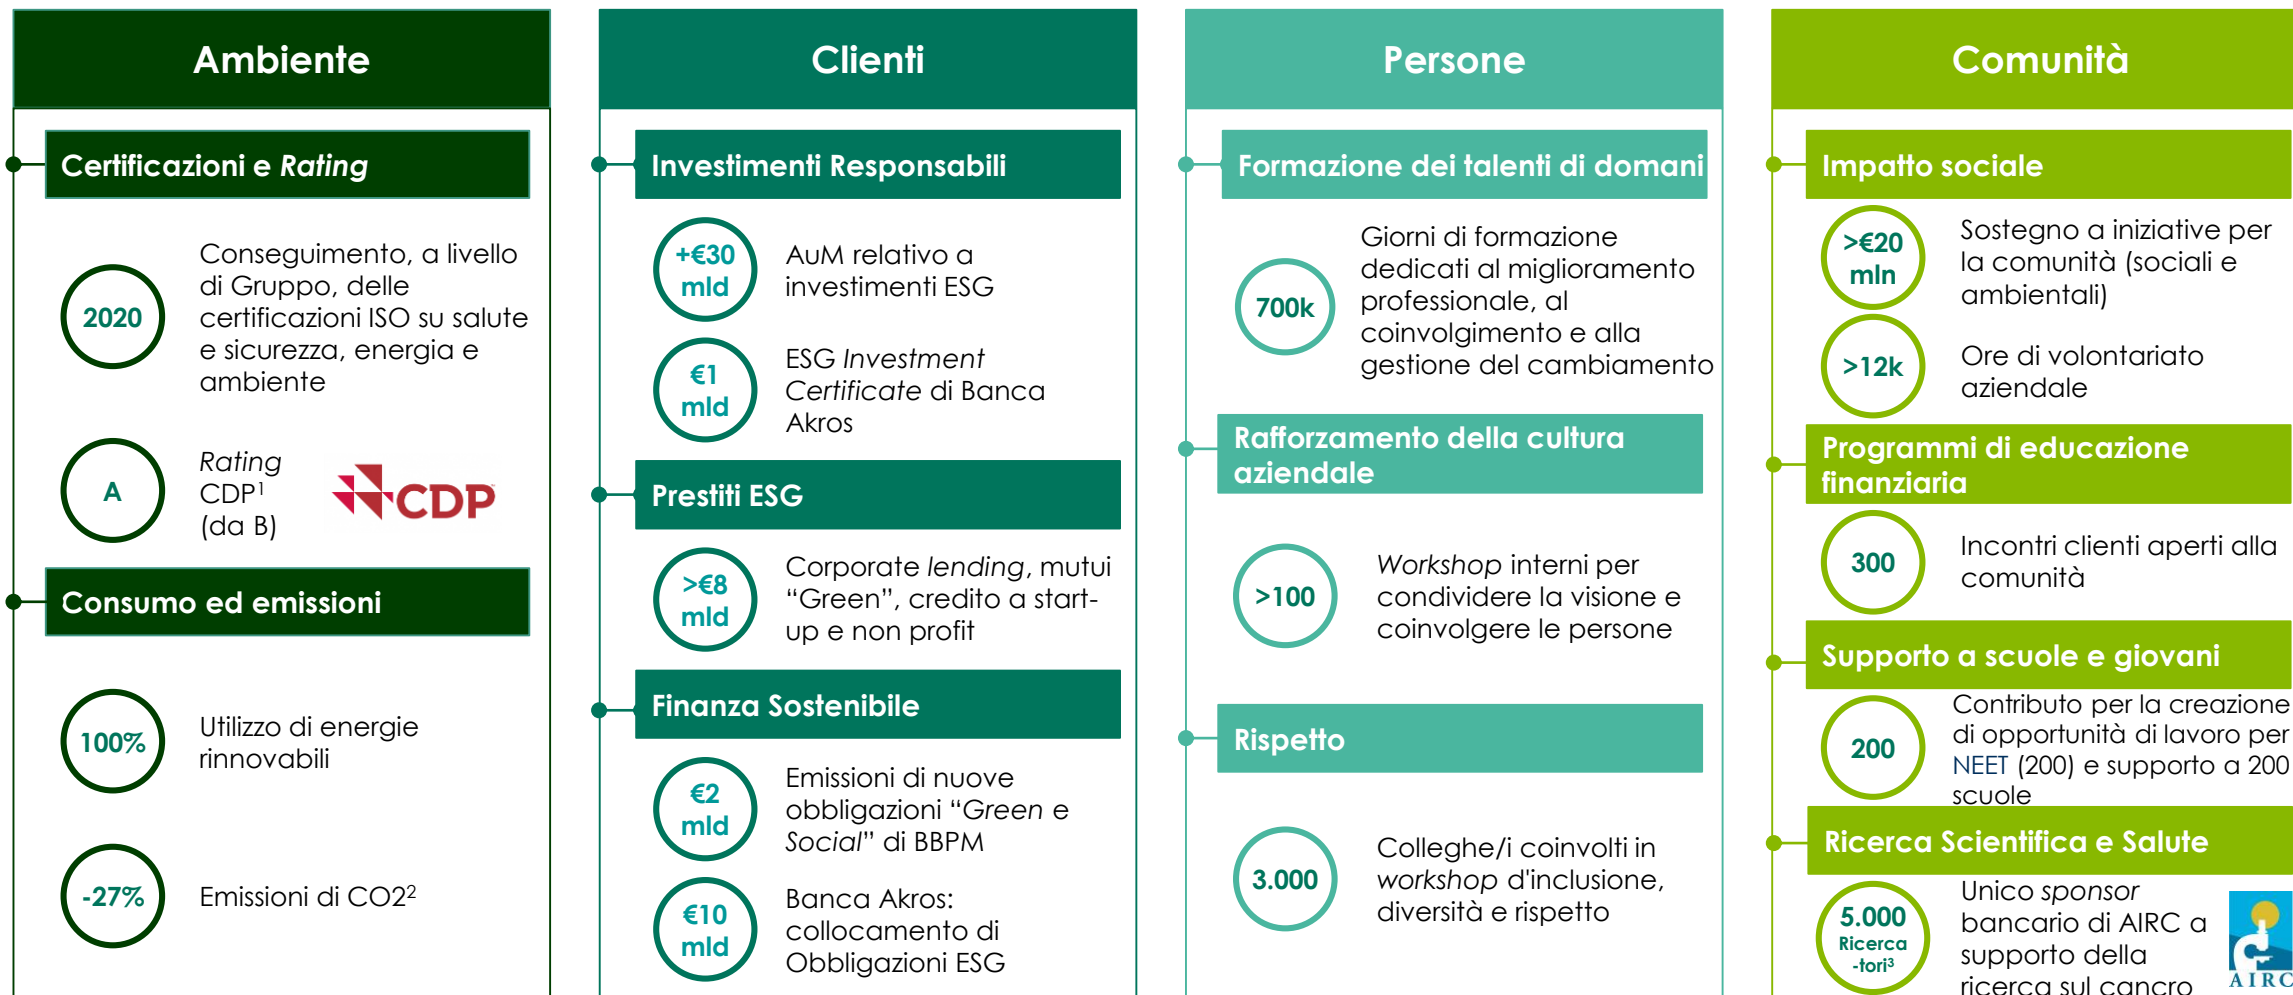 Ambiente
Certificazioni e Rating
2020
Conseguimento, a livello
di Gruppo, delle
certificazioni ISO su salute
e sicurezza, energia e
ambiente
A
Rating
CDP1
(da B)
CDP
Consumo ed emissioni
100%
Utilizzo di energie
rinnovabili
-27%
Emissioni di CO2²
Clienti
Investimenti Responsabili
+€30
mld
AuM relativo a
investimenti ESG
€1
mld
ESG Investment
Certificate di Banca
Akros
Prestiti ESG
>€8
mld
Corporate lending, mutui
“Green”, credito a start-
up e non profit
Finanza Sostenibile
€2
mld
Emissioni di nuove
obbligazioni “Green e
Social” di BBPM
€10
mld
Banca Akros:
collocamento di
Obbligazioni ESG
Persone
Formazione dei talenti di domani
700k
Giorni di formazione
dedicati al miglioramento
professionale, al
coinvolgimento e alla
gestione del cambiamento
Rafforzamento della cultura
aziendale
>100
Workshop interni per
condividere la visione e
coinvolgere le persone
Rispetto
3.000
Colleghe/i coinvolti in
workshop d'inclusione,
diversità e rispetto
Comunità
Impatto sociale
>€20
mln
Sostegno a iniziative per
la comunità (sociali e
ambientali)
>12k
Ore di volontariato
aziendale
Programmi di educazione
finanziaria
300
Incontri clienti aperti alla
comunità
Supporto a scuole e giovani
200
Contributo per la creazione
di opportunità di lavoro per
NEET (200) e supporto a 200
scuole
Ricerca Scientifica e Salute
5.000
Ricerca
-tori³
Unico sponsor
bancario di AIRC a
supporto della
ricerca sul cancro
AIRC